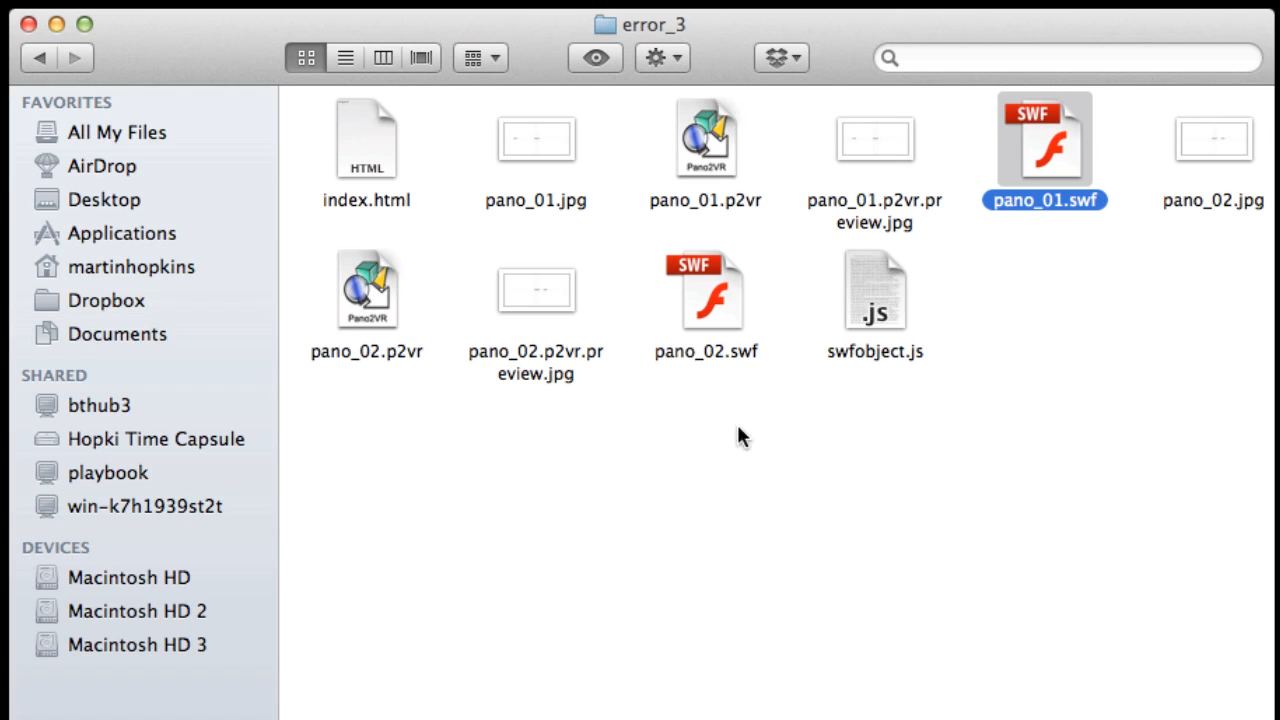 error_3
FAVORITES
All My Files
AirDrop
Desktop
Applications
martinhopkins
Dropbox
Documents
SHARED
bthub3
Hopki Time Capsule
playbook
win-k7h1939st2t
DEVICES
Macintosh HD
Macintosh HD 2
Macintosh HD 3
HTML
index.html
pano_01.jpg
Pano2VR
pano_01.p2vr
pano_01.p2vr.pr
eview.jpg
SWF
pano_01.swf
pano_02.jpg
Pano2VR
pano_02.p2vr
pano_02.p2vr.pr
eview.jpg
SWF
pano_02.swf
.js
swfobject.js